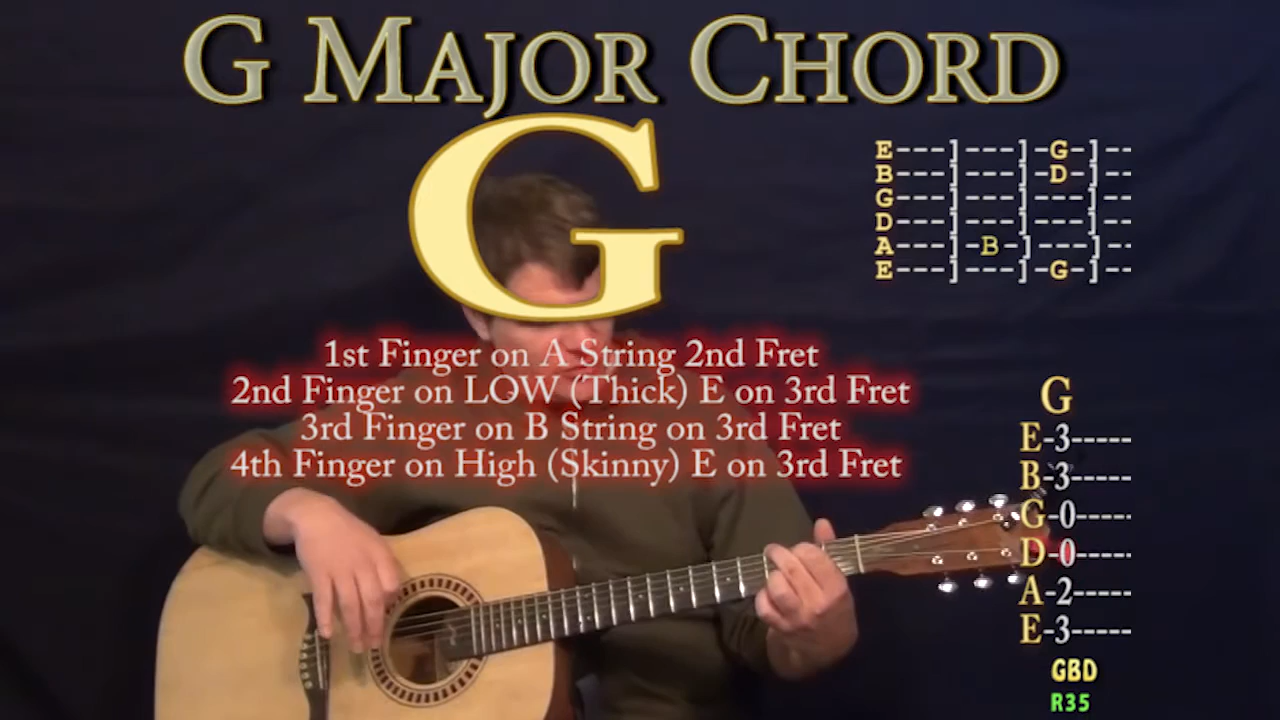 G MAJOR CHORD
G
E----]---]-G-]--
B----]---]-D-]--
G----]---]---]--
D----]---]---]--
A----]-B-]---]--
E----]---]-G-]--
1st Finger on A String 2nd Fret
2nd Finger on LOW (Thick) E on 3rd Fret
3rd Finger on B String on 3rd Fret
4th Finger on High (Skinny) E on 3rd Fret
G
E-3-----
B-3-----
G-0-----
D-0-----
A-2-----
E-3-----
GBD
R35